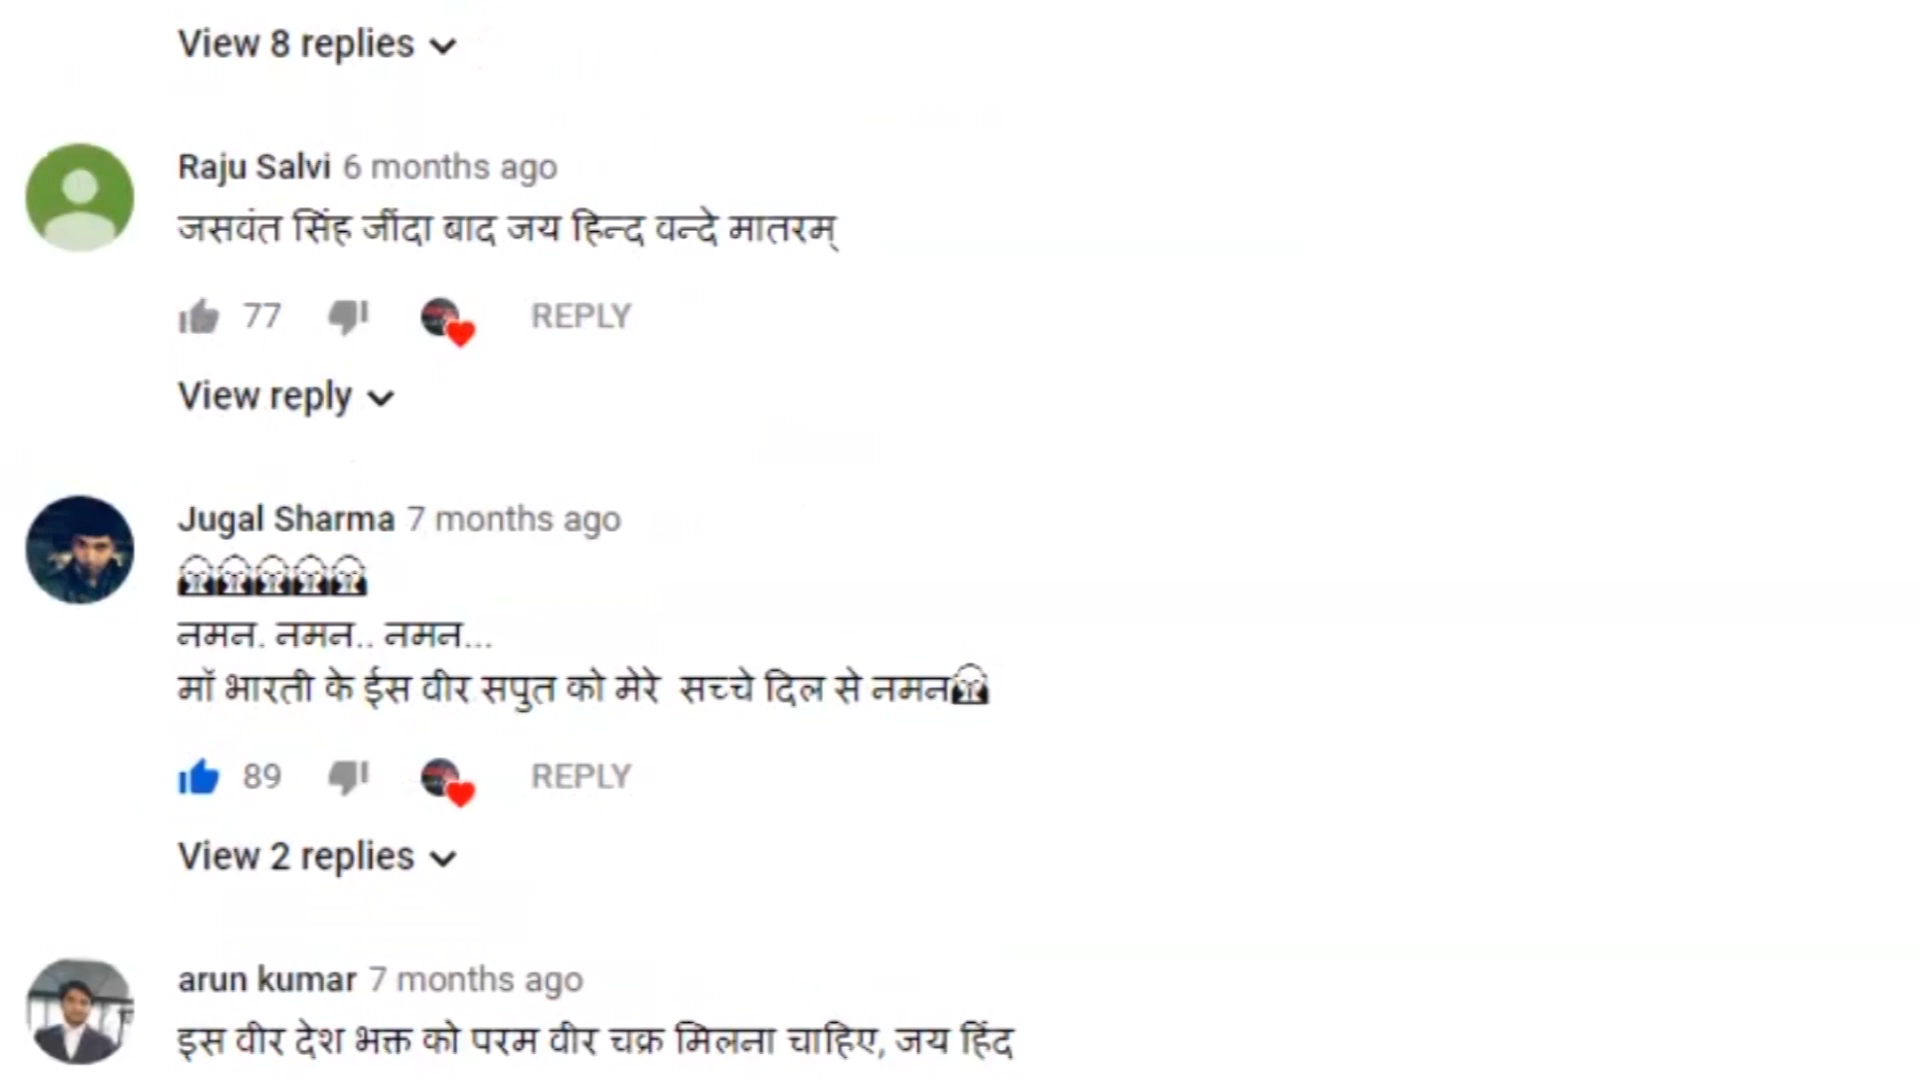 View 8 replies
Raju Salvi 6 months ago
जसवंत सिंह जींदा बाद जय हिन्द वन्दे मातरम्
77 REPLY
View reply
Jugal Sharma 7 months ago
नमन. नमन.. नमन...
मॉ भारती के ईस वीर सपुत को मेरे सच्चे दिल से नमन
89 REPLY
View 2 replies
arun kumar 7 months ago
इस वीर देश भक्त को परम वीर चक्र मिलना चाहिए, जय हिंद